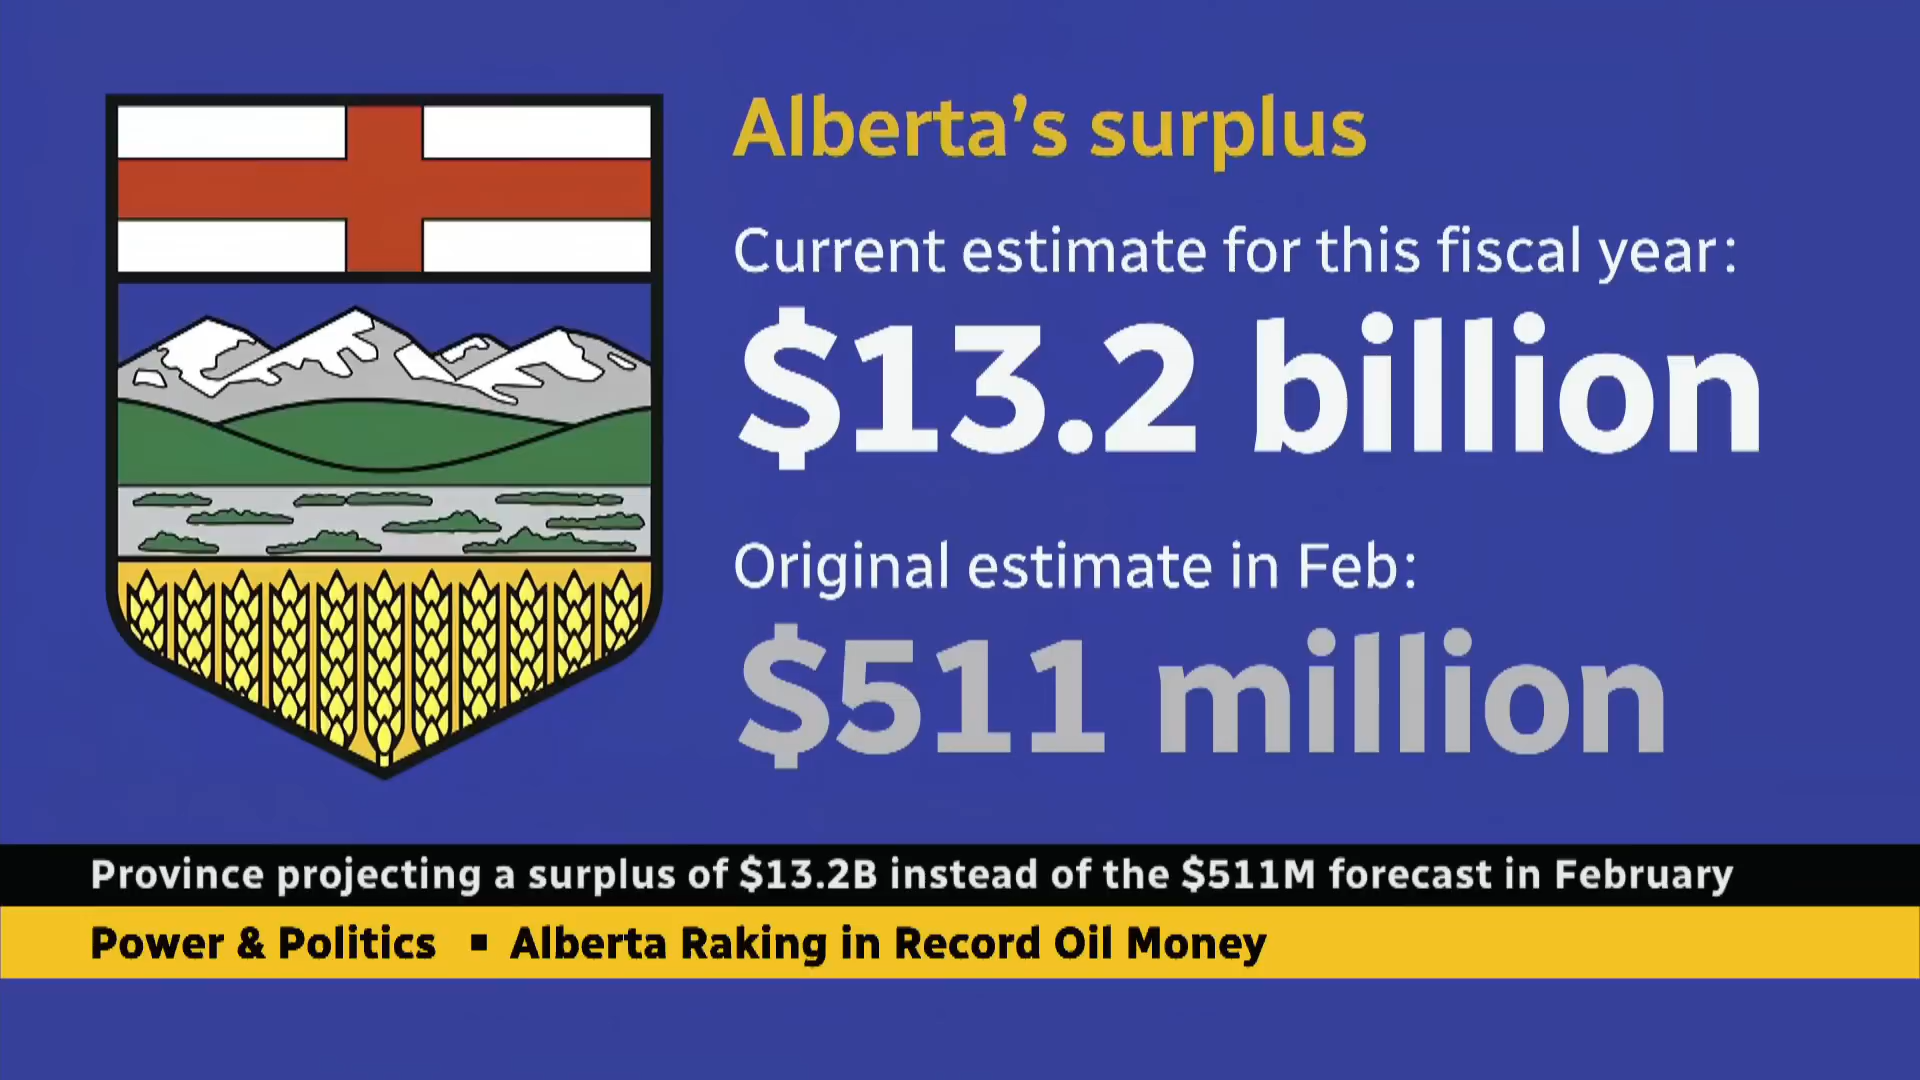 Alberta’s surplus
Current estimate for this fiscal year:
$13.2 billion
Original estimate in Feb:
$511 million
Province projecting a surplus of $13.2B instead of the $511M forecast in February
Power & Politics ▪ Alberta Raking in Record Oil Money